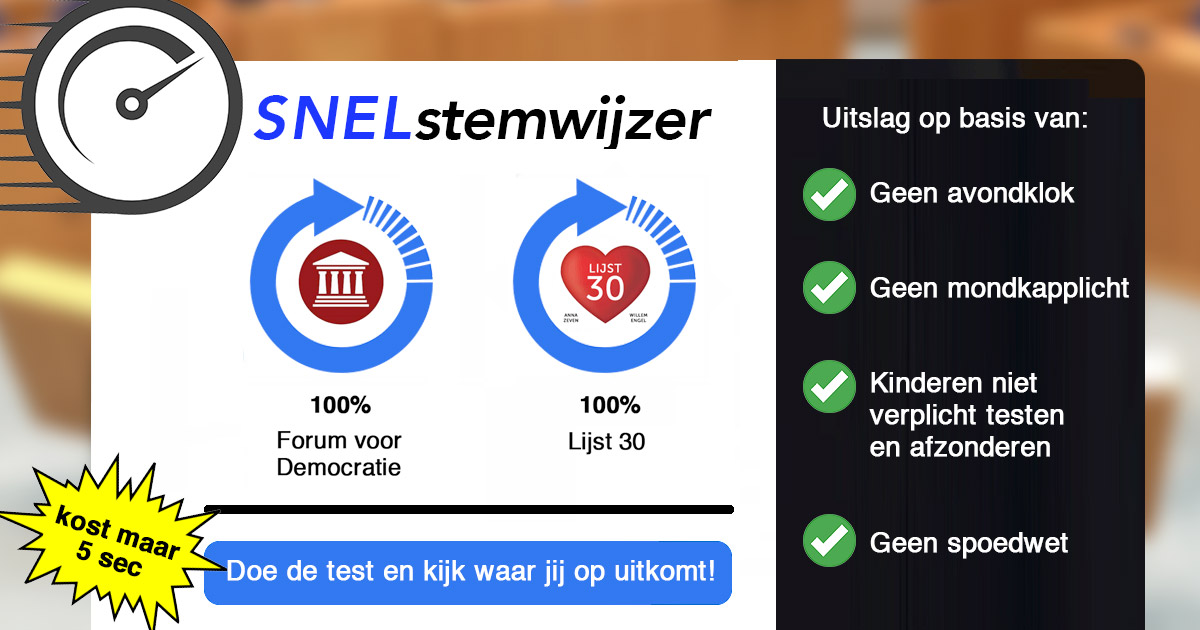 SNELstemwijzer
LIJST
30
ANNA
ZEVEN
WILLEM
ENGEL
100%
Forum voor
Democratie
100%
Lijst 30
kost maar
5 sec
Doe de test en kijk waar jij op uitkomt!
Uitslag op basis van:
Geen avondklok
Geen mondkapplicht
Kinderen niet
verplicht testen
en afzonderen
Geen spoedwet